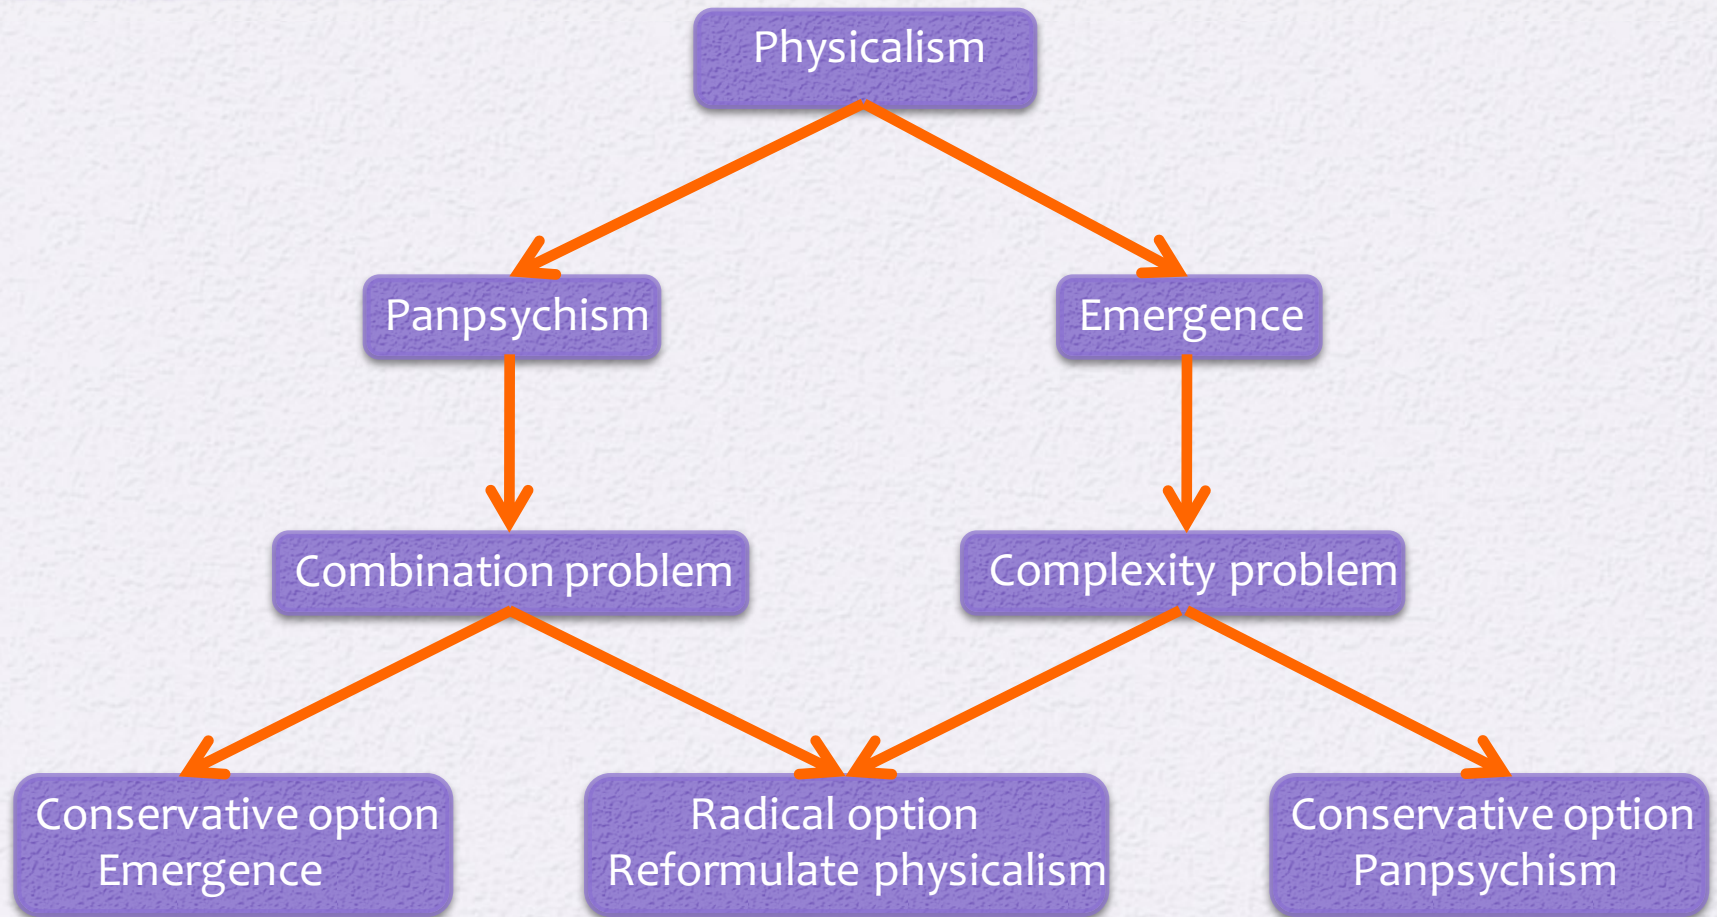 Physicalism
Panpsychism
Emergence
Combination problem
Complexity problem
Conservative option
Emergence
Radical option
Reformulate physicalism
Conservative option
Panpsychism